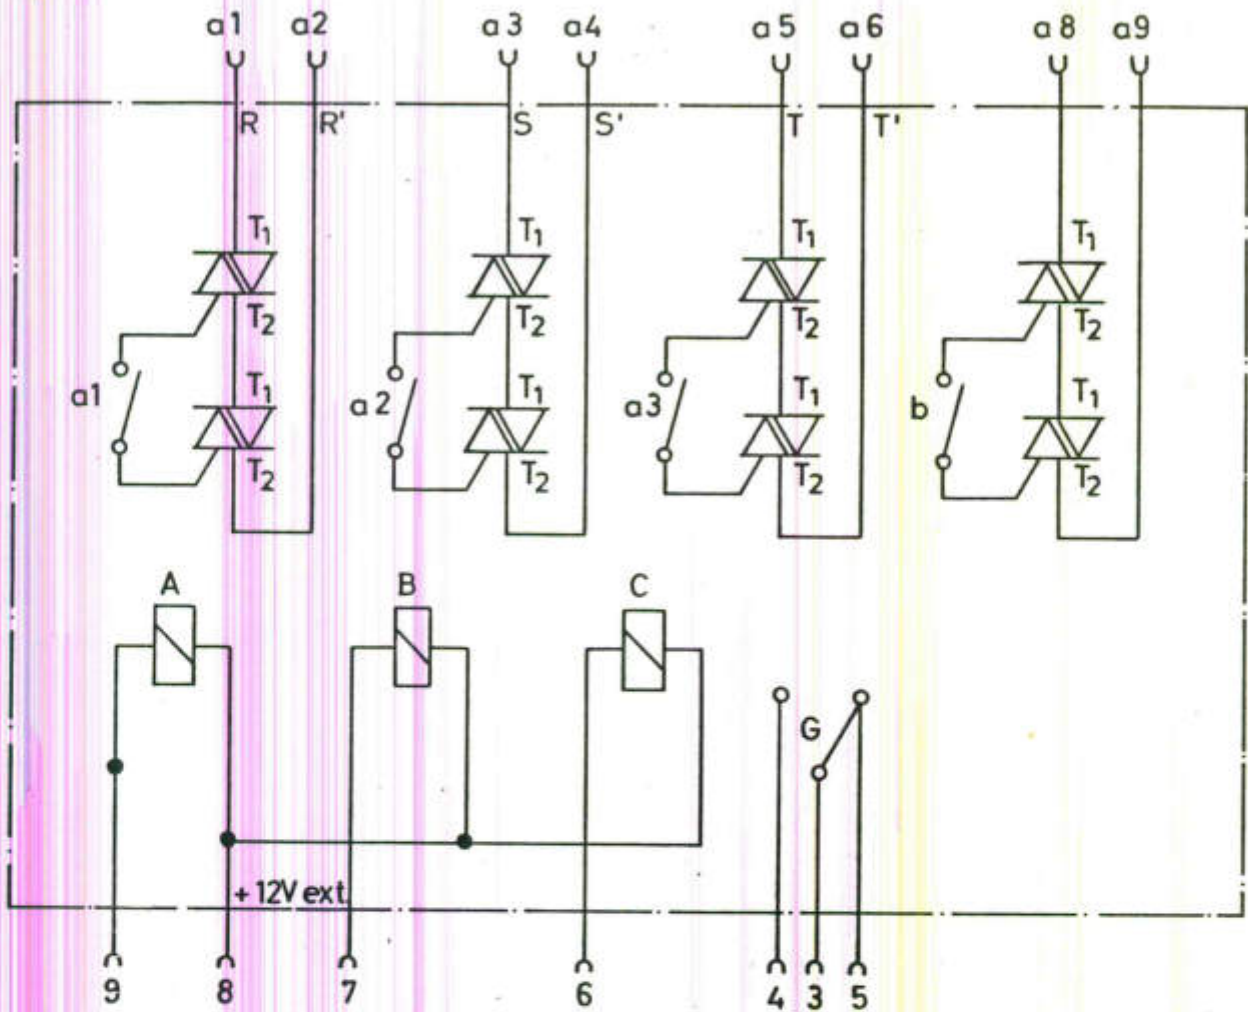 a1 a2 a3 a4 a5 a6 a8 a9
R R' S S' T T'
T1 T1 T1 T1
T2 T2 T2 T2
a1 T1 a2 T1 a3 T1 b T1
T2 T2 T2 T2
A B C
G
+12V ext.
9 8 7 6 4 3 5